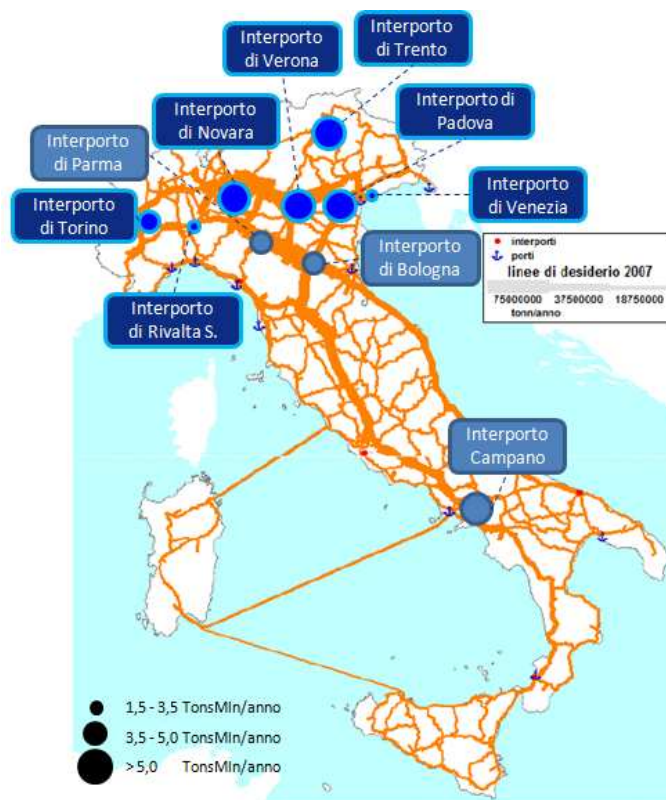 Interporto
di Trento
Interporto
di Verona
Interporto di
Padova
Interporto
di Novara
Interporto
di Parma
Interporto
di Venezia
Interporto
di Torino
Interporto
di Bologna
interporti
porti
linee di desiderio 2007
75000000 37500000 18750000
tonn/anno
Interporto
di Rivalta S.
Interporto
Campano
1,5 - 3,5 TonsMln/anno
3,5 - 5,0 TonsMln/anno
> 5,0 TonsMln/anno